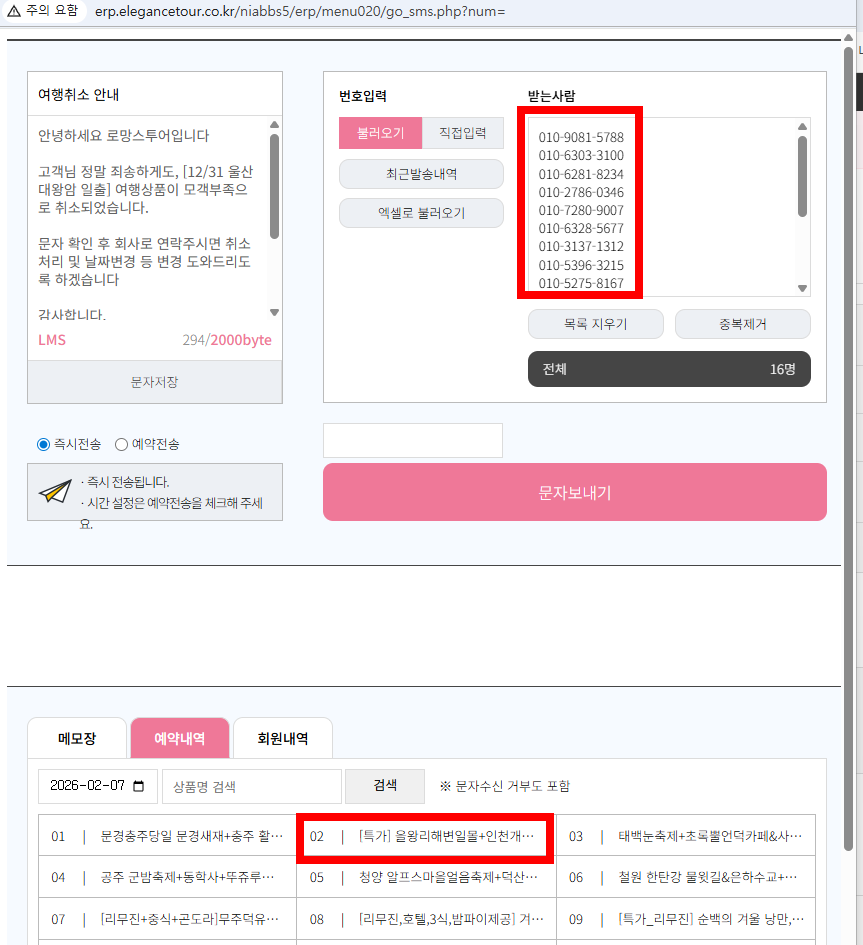 주의 요함 erp.elegancetour.co.kr/niabbs5/erp/menu020/go_sms.php?num=
여행취소 안내
안녕하세요 로망스투어입니다
고객님 정말 죄송하게도, [12/31 울산
대왕암 일출] 여행상품이 모객부족으
로 취소되었습니다.
문자 확인 후 회사로 연락주시면 취소
처리 및 날짜변경 등 변경 도와드리도
록 하겠습니다
감사합니다.
LMS 294/2000byte
문자저장
즉시전송 예약전송
· 즉시 전송됩니다.
· 시간 설정은 예약전송을 체크해 주세
요.
번호입력
불러오기 직접입력
최근발송내역
엑셀로 불러오기
받는사람
010-9081-5788
010-6303-3100
010-6281-8234
010-2786-0346
010-7280-9007
010-6328-5677
010-3137-1312
010-5396-3215
010-5275-8167
목록 지우기 중복제거
전체 16명
문자보내기
메모장 예약내역 회원내역
2026-02-07 상품명 검색 검색 ※ 문자수신 거부도 포함
01 | 문경충주당일 문경새재+충주 활···
02 | [특가] 을왕리해변일몰+인천개···
03 | 태백눈축제+초록뿔언덕카페&사···
04 | 공주 군밤축제+동학사+뚜쥬루···
05 | 청양 알프스마을얼음축제+덕산···
06 | 철원 한탄강 물윗길&은하수교+···
07 | [리무진+중식+곤도라]무주덕유···
08 | [리무진,호텔,3식,밤파이제공] 겨···
09 | [특가_리무진] 순백의 겨울 낭만,···